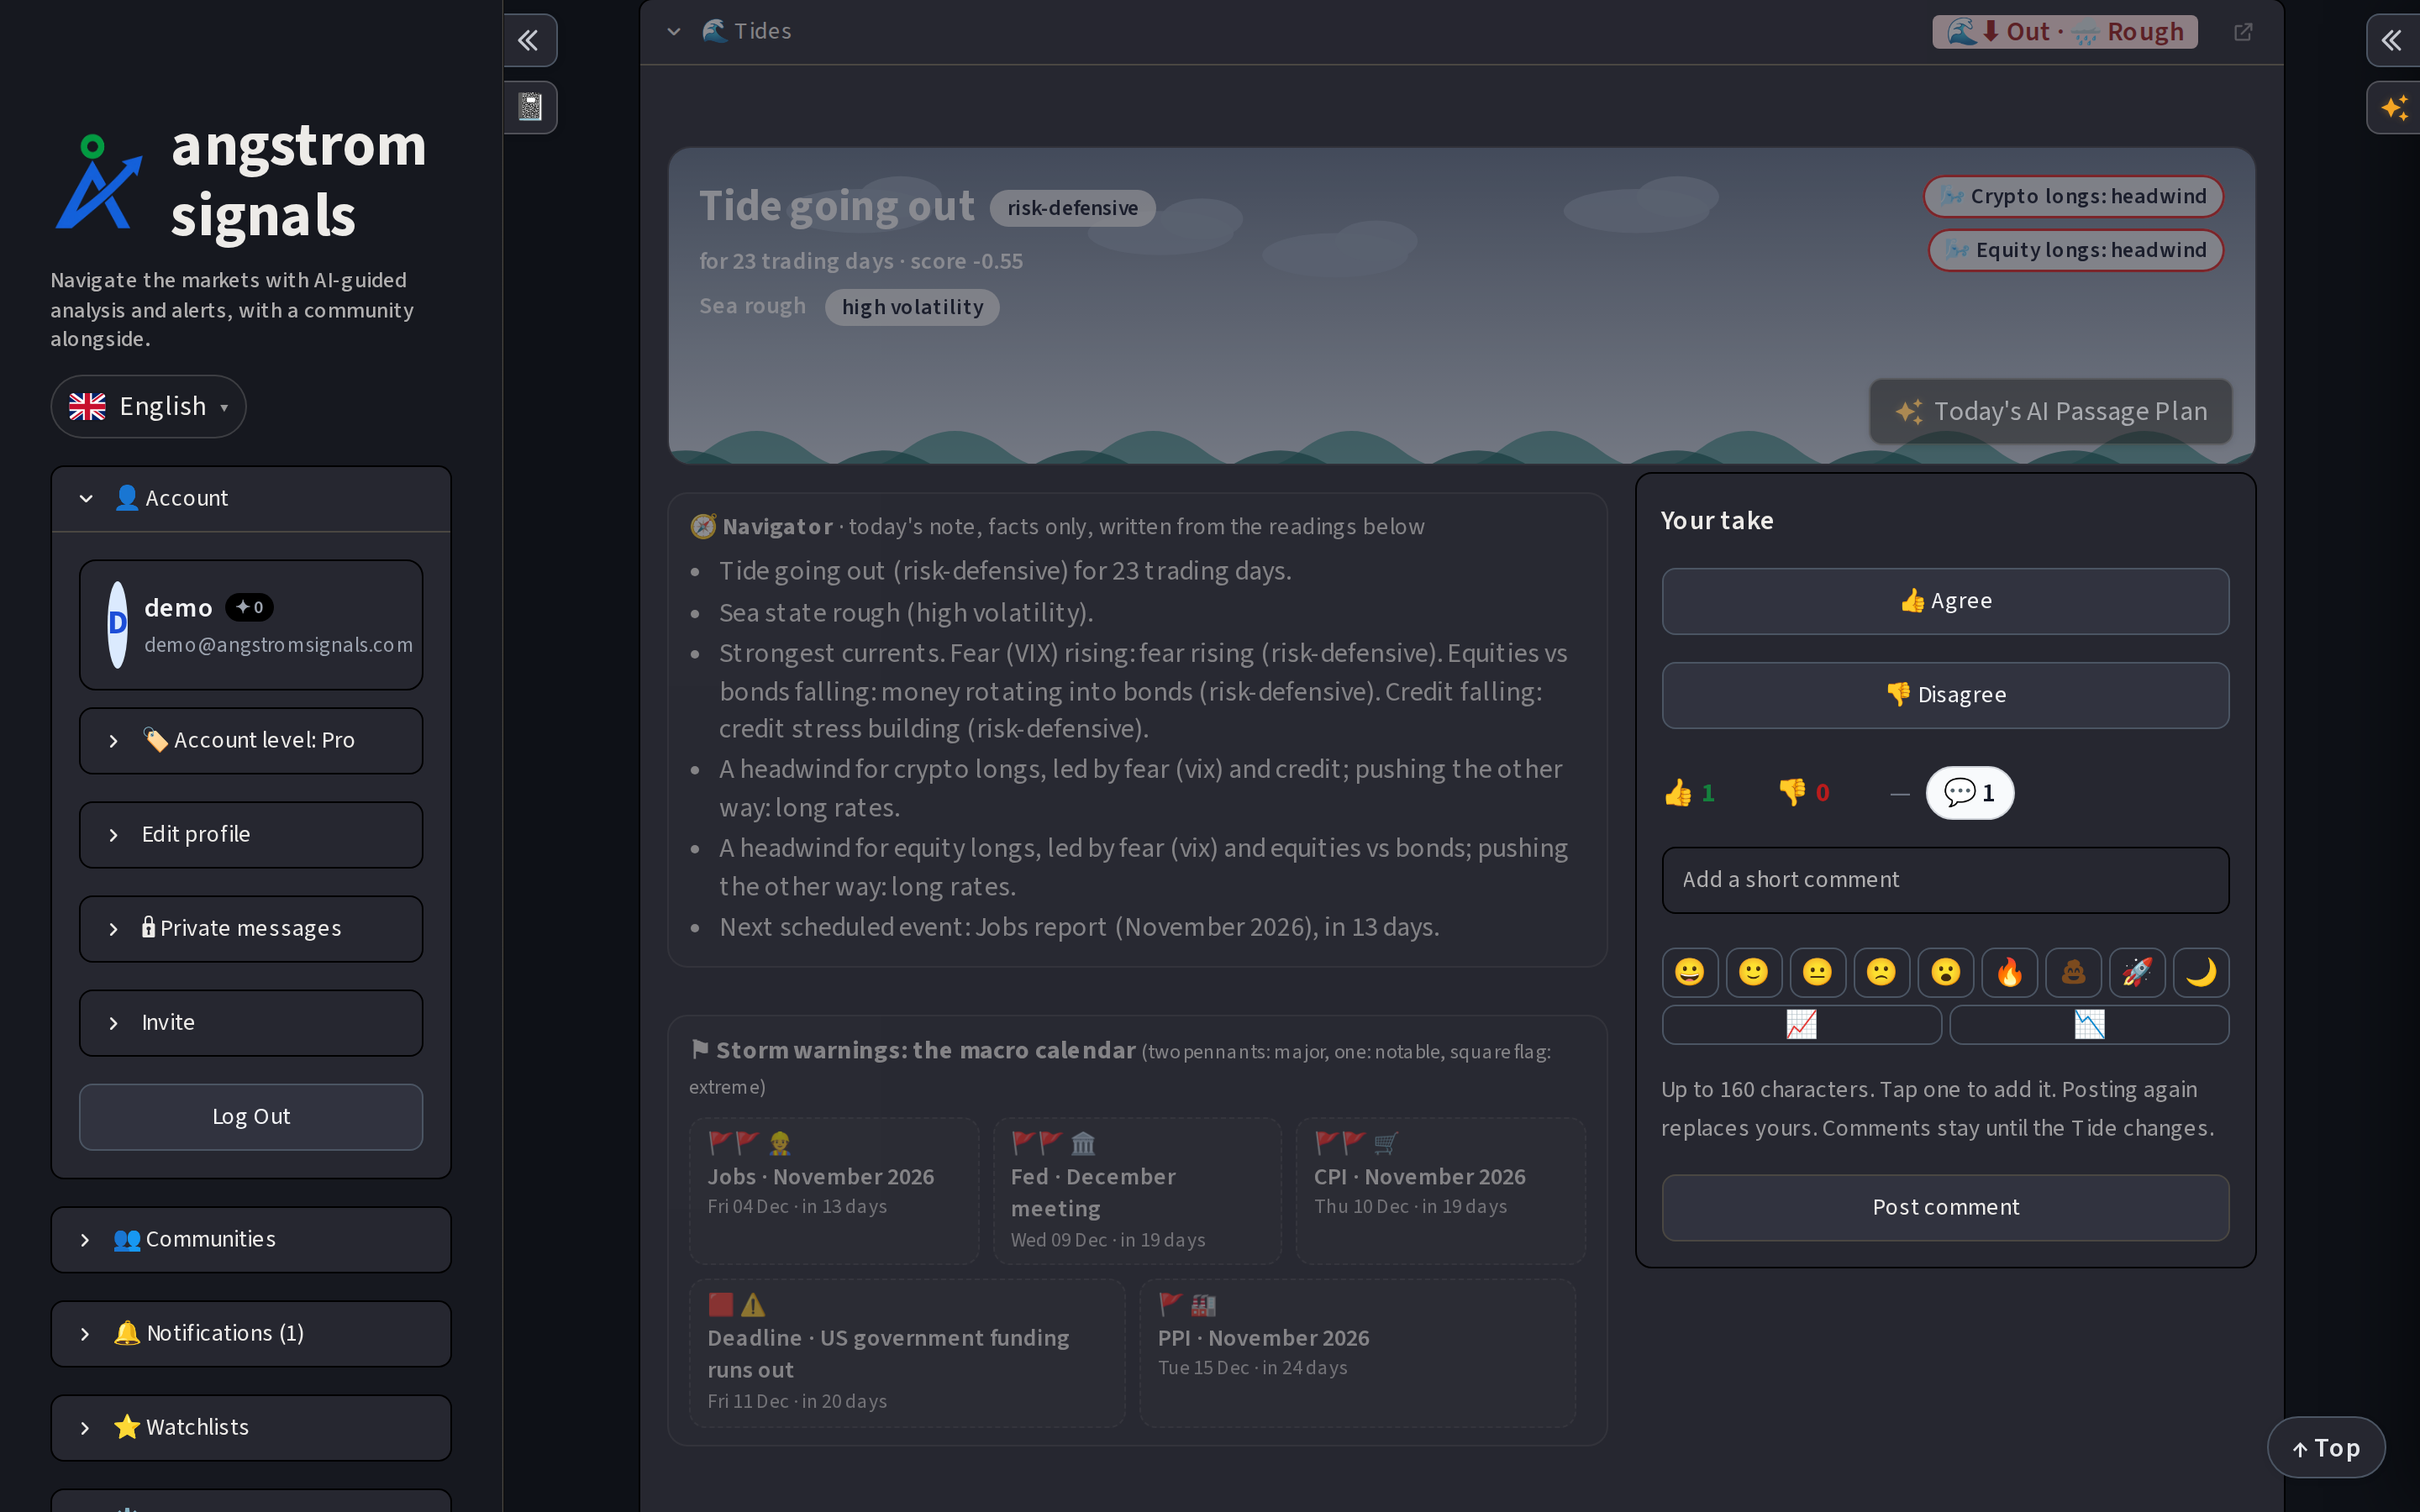 angstrom
signals
Navigate the markets with AI-guided
analysis and alerts, with a community
alongside.
English ▾
👤 Account
D
demo ✦ 0
demo@angstromsignals.com
🏷️ Account level: Pro
Edit profile
🔒 Private messages
Invite
Log Out
👥 Communities
🔔 Notifications (1)
⭐ Watchlists
🌊 Tides
🌊⬇ Out · 🌧️ Rough
Tide going out risk-defensive
for 23 trading days · score -0.55
Sea rough high volatility
🌬️ Crypto longs: headwind
🌬️ Equity longs: headwind
Today's AI Passage Plan
🧭 Navigator · today's note, facts only, written from the readings below
• Tide going out (risk-defensive) for 23 trading days.
• Sea state rough (high volatility).
• Strongest currents. Fear (VIX) rising: fear rising (risk-defensive). Equities vs
bonds falling: money rotating into bonds (risk-defensive). Credit falling:
credit stress building (risk-defensive).
• A headwind for crypto longs, led by fear (vix) and credit; pushing the other
way: long rates.
• A headwind for equity longs, led by fear (vix) and equities vs bonds; pushing
the other way: long rates.
• Next scheduled event: Jobs report (November 2026), in 13 days.
⚑ Storm warnings: the macro calendar (two pennants: major, one: notable, square flag:
extreme)
🚩🚩 👷
Jobs · November 2026
Fri 04 Dec · in 13 days
🚩🚩 🏛️
Fed · December
meeting
Wed 09 Dec · in 19 days
🚩🚩 🛒
CPI · November 2026
Thu 10 Dec · in 19 days
🟥 ⚠️
Deadline · US government funding
runs out
Fri 11 Dec · in 20 days
🚩 🏭
PPI · November 2026
Tue 15 Dec · in 24 days
Your take
👍 Agree
👎 Disagree
👍 1 👎 0 — 💬 1
Add a short comment
😀 🙂 😐 🙁 😮 🔥 💩 🚀 🌙
📈 📉
Up to 160 characters. Tap one to add it. Posting again
replaces yours. Comments stay until the Tide changes.
Post comment
↑ Top